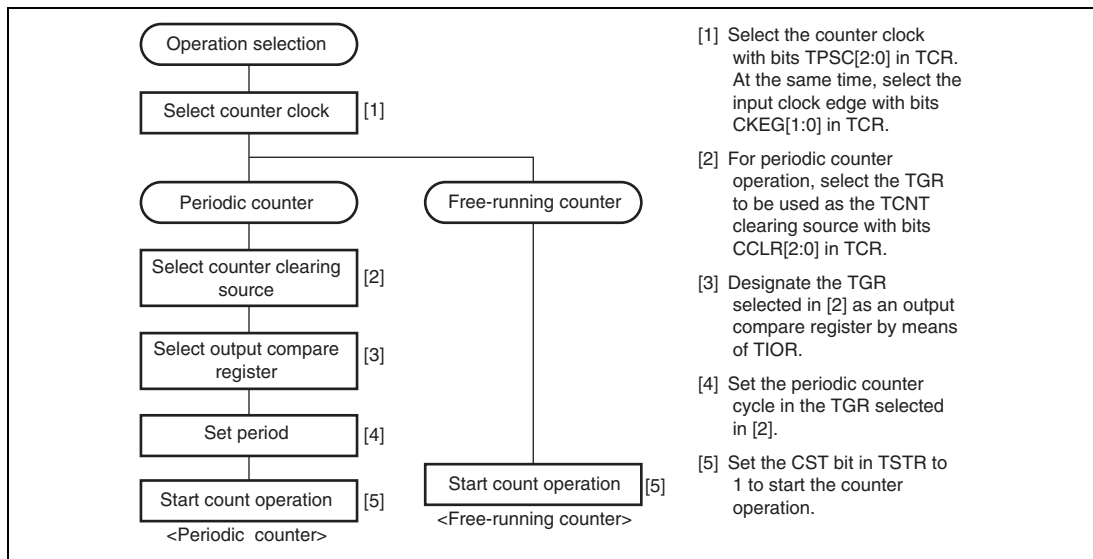 Operation selection
Select counter clock
[1]
Periodic counter
Free-running counter
Select counter clearing
source
[2]
Select output compare
register
[3]
Set period
[4]
Start count operation
[5]
<Periodic counter>
Start count operation
[5]
<Free-running counter>
[1] Select the counter clock
with bits TPSC[2:0] in TCR.
At the same time, select the
input clock edge with bits
CKEG[1:0] in TCR.
[2] For periodic counter
operation, select the TGR
to be used as the TCNT
clearing source with bits
CCLR[2:0] in TCR.
[3] Designate the TGR
selected in [2] as an output
compare register by means
of TIOR.
[4] Set the periodic counter
cycle in the TGR selected
in [2].
[5] Set the CST bit in TSTR to
1 to start the counter
operation.